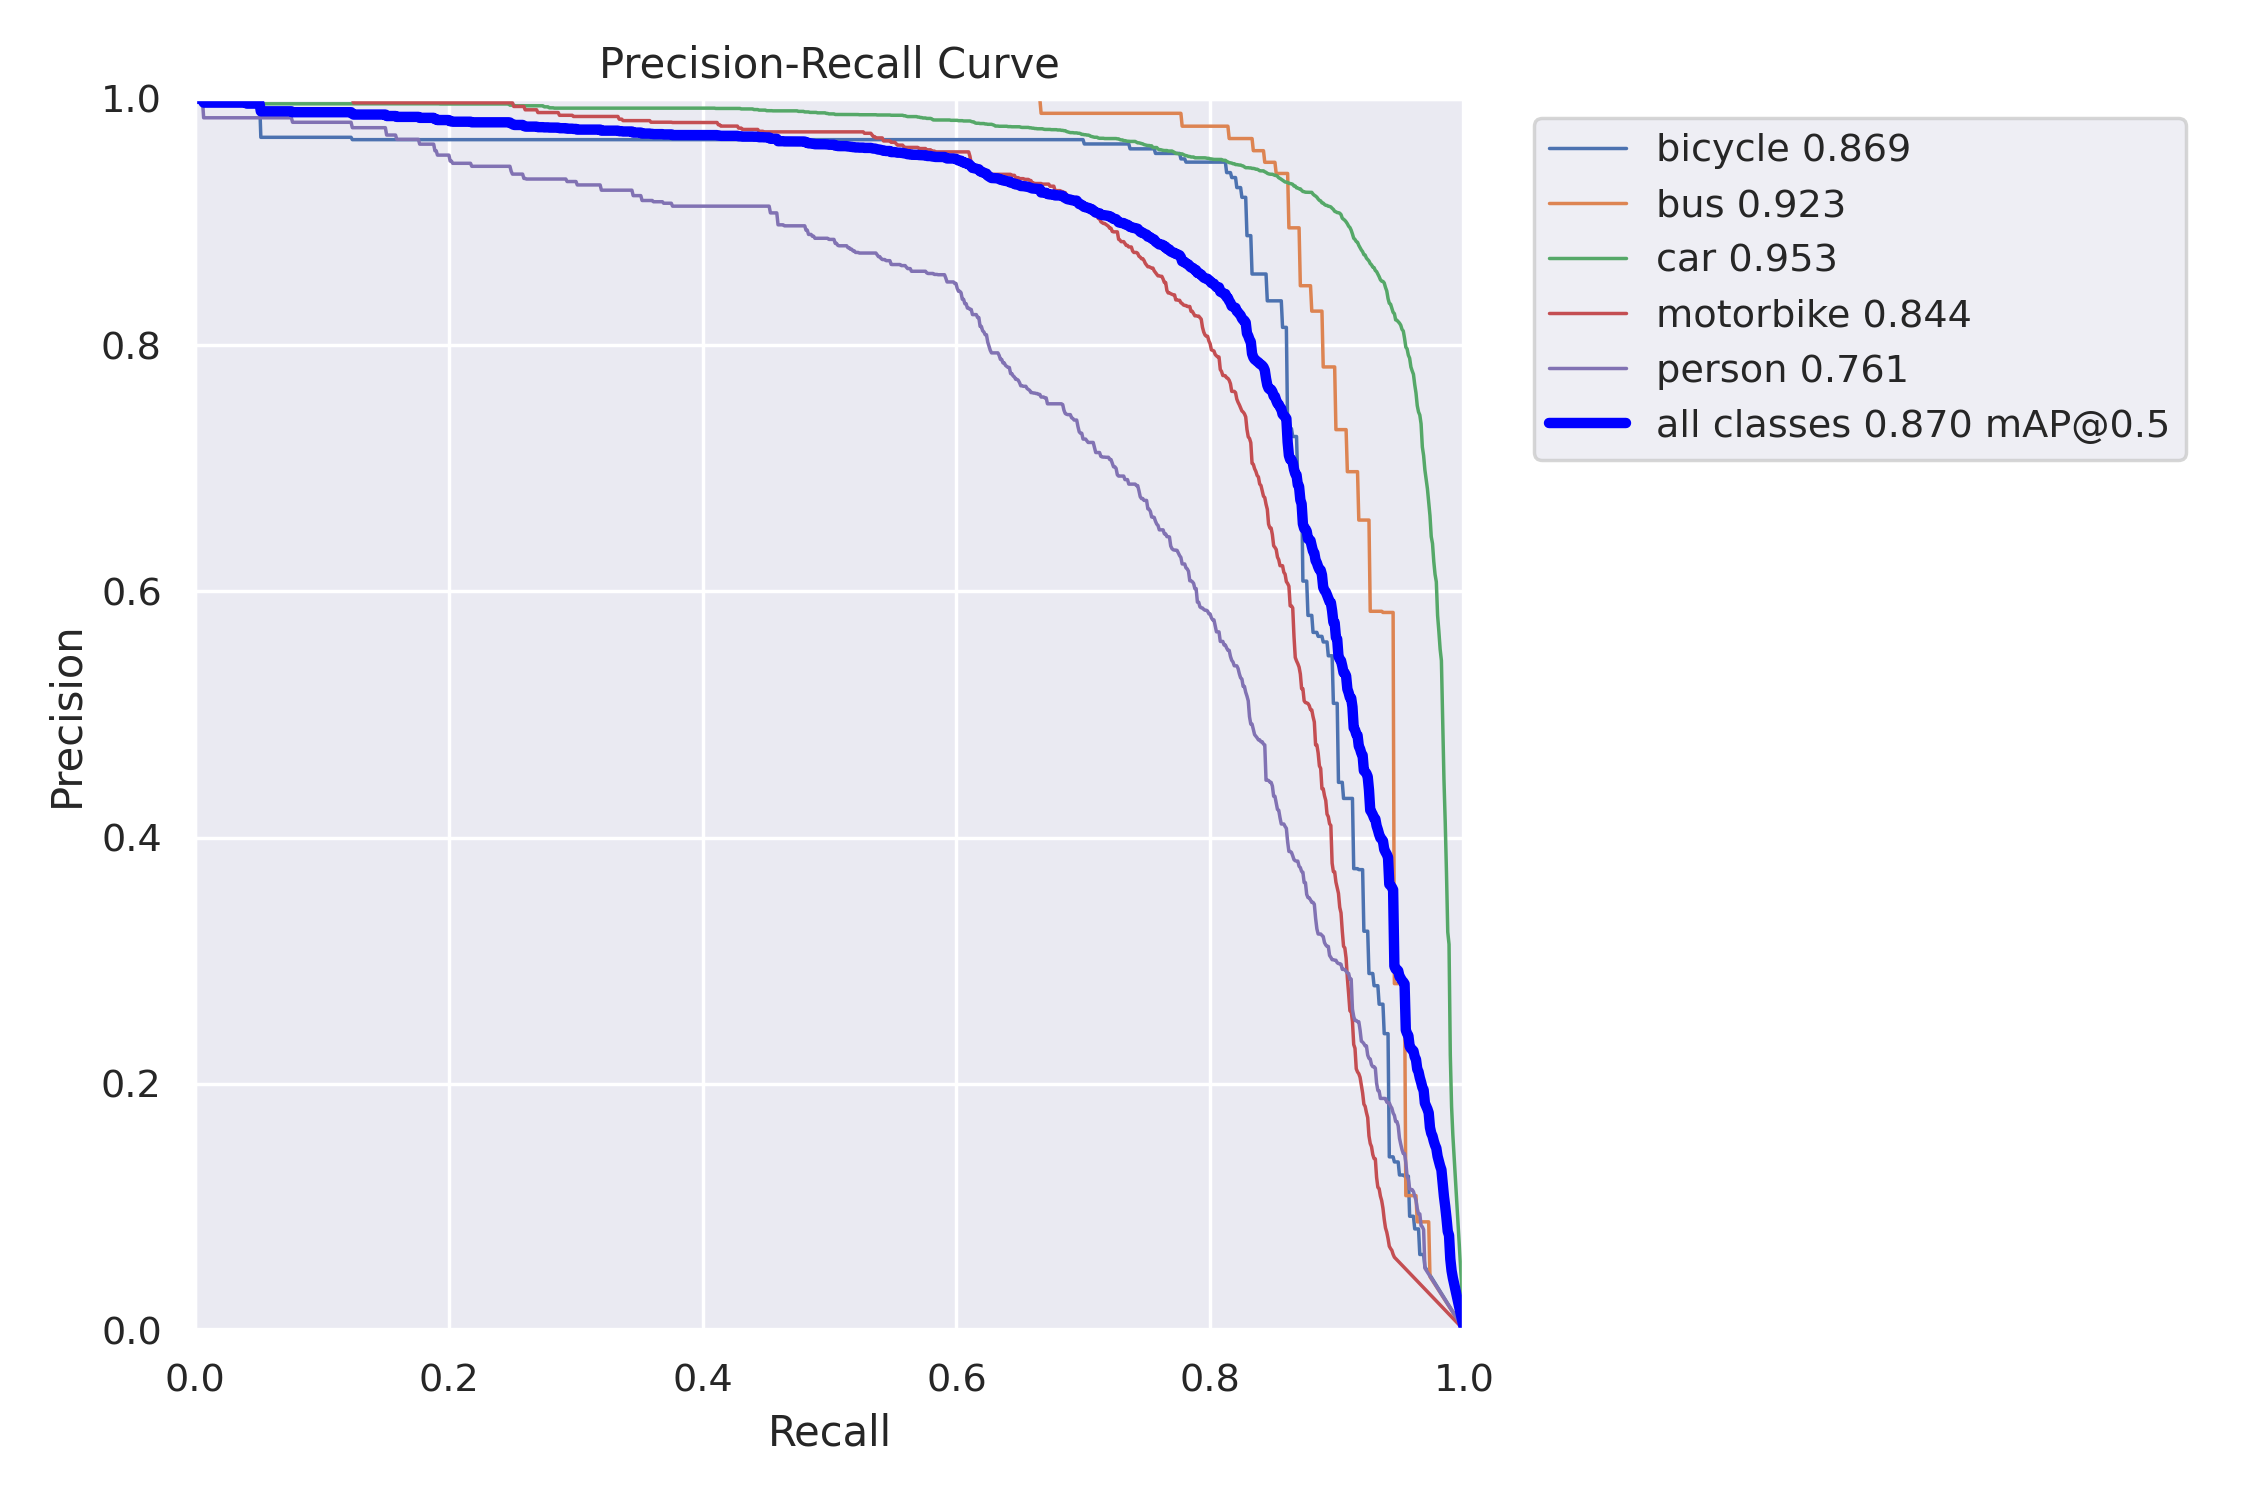 Precision-Recall Curve
1.0
0.8
0.6
0.4
0.2
0.0
Precision
0.0 0.2 0.4 0.6 0.8 1.0
Recall
bicycle 0.869
bus 0.923
car 0.953
motorbike 0.844
person 0.761
all classes 0.870 mAP@0.5